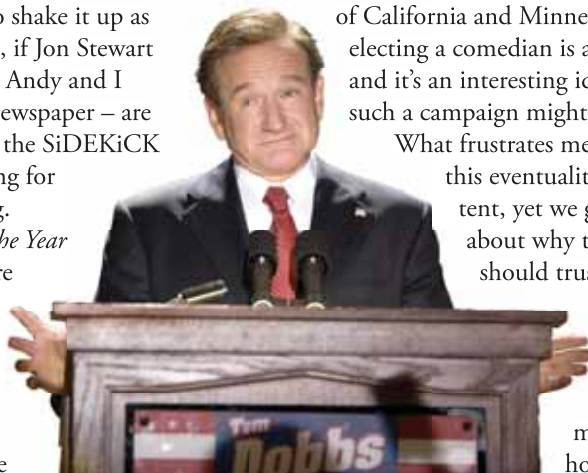 o shake it up as
, if Jon Stewart
Andy and I
ewspaper – are
the SiDEKiCK
ng for
g.
he Year
re
e
of California and Minne
electing a comedian is a
and it's an interesting id
such a campaign might
What frustrates me
this eventualit
tent, yet we g
about why t
should trus
m
ho
Tom
Dobbs